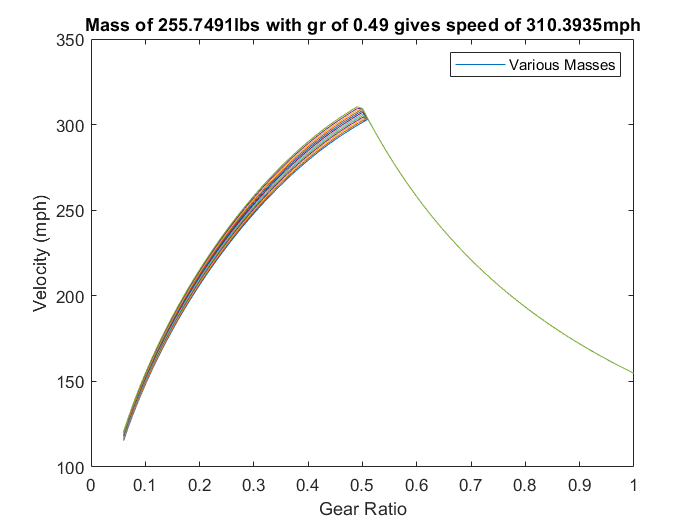 Mass of 255.7491lbs with gr of 0.49 gives speed of 310.3935mph
350
Various Masses
300
250
Velocity (mph)
200
150
100
0 0.1 0.2 0.3 0.4 0.5 0.6 0.7 0.8 0.9 1
Gear Ratio